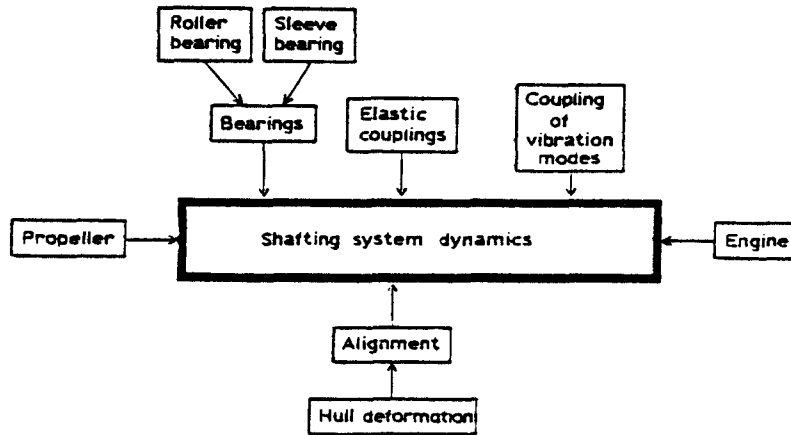 Roller
bearing
Sleeve
bearing
Bearings
Elastic
couplings
Coupling
of
vibration
modes
Propeller
Shafting system dynamics
Engine
Alignment
Hull deformation